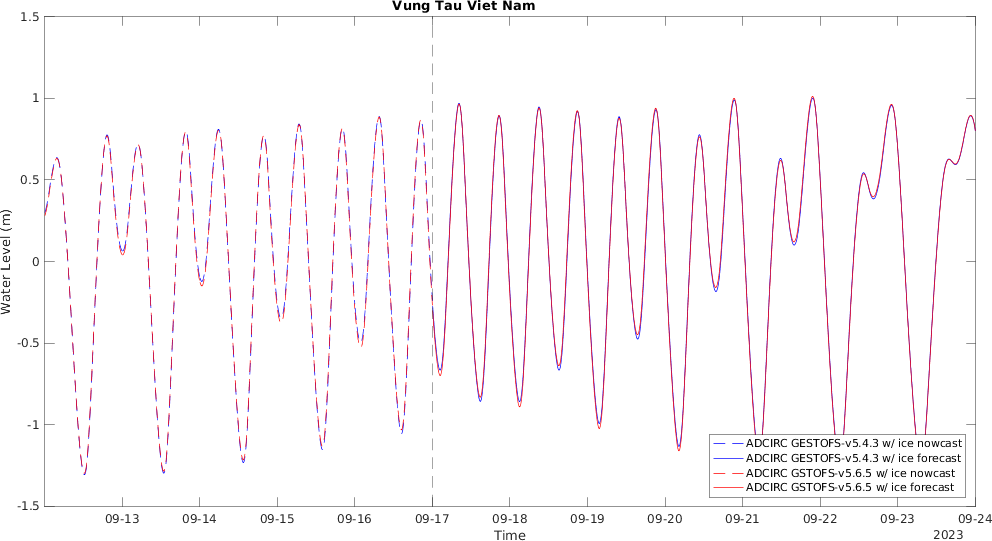 Vung Tau Viet Nam
1.5
1
0.5
0
-0.5
-1
-1.5
Water Level (m)
ADCIRC GESTOFS-v5.4.3 w/ ice nowcast
ADCIRC GESTOFS-v5.4.3 w/ ice forecast
ADCIRC GSTOFS-v5.6.5 w/ ice nowcast
ADCIRC GSTOFS-v5.6.5 w/ ice forecast
09-13 09-14 09-15 09-16 09-17 09-18 09-19 09-20 09-21 09-22 09-23 09-24
Time
2023